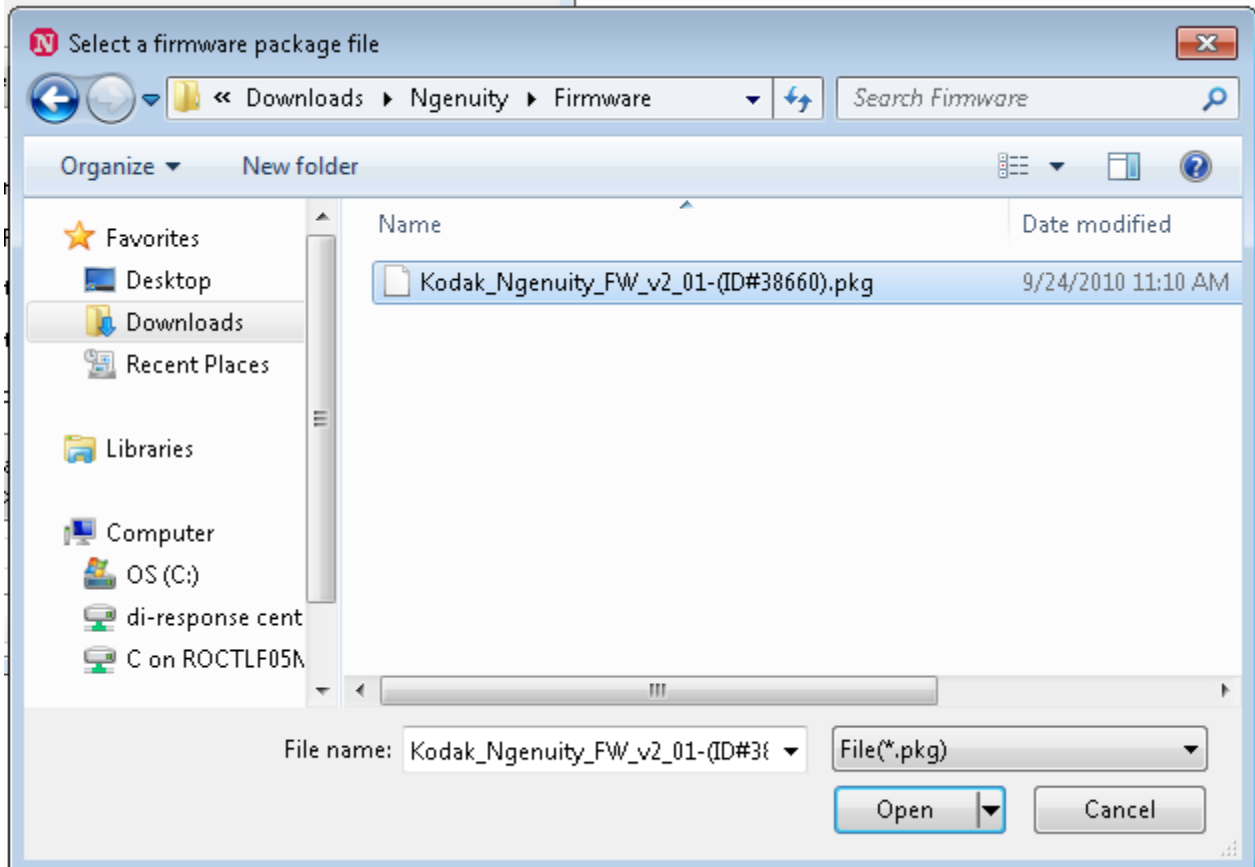 N Select a firmware package file
« Downloads Ngenuity Firmware Search Firmware
Organize New folder
Name Date modified
Favorites
Desktop
Downloads
Recent Places
Libraries
Computer
OS (C:)
di-response cent
C on ROCTLF05
Kodak_Ngenuity_FW_v2_01-(ID#38660).pkg 9/24/2010 11:10 AM
File name: Kodak_Ngenuity_FW_v2_01-(ID#38 File(*.pkg)
Open Cancel